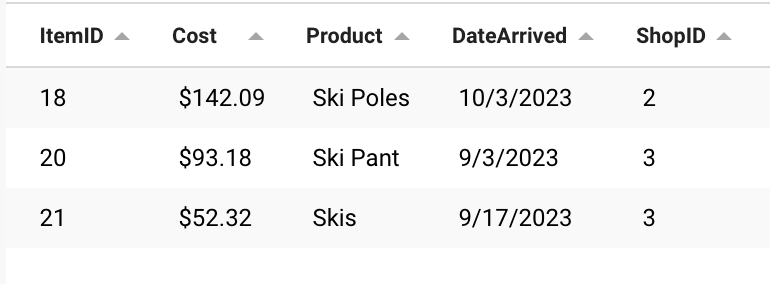 ItemID Cost Product DateArrived ShopID
18 $142.09 Ski Poles 10/3/2023 2
20 $93.18 Ski Pant 9/3/2023 3
21 $52.32 Skis 9/17/2023 3